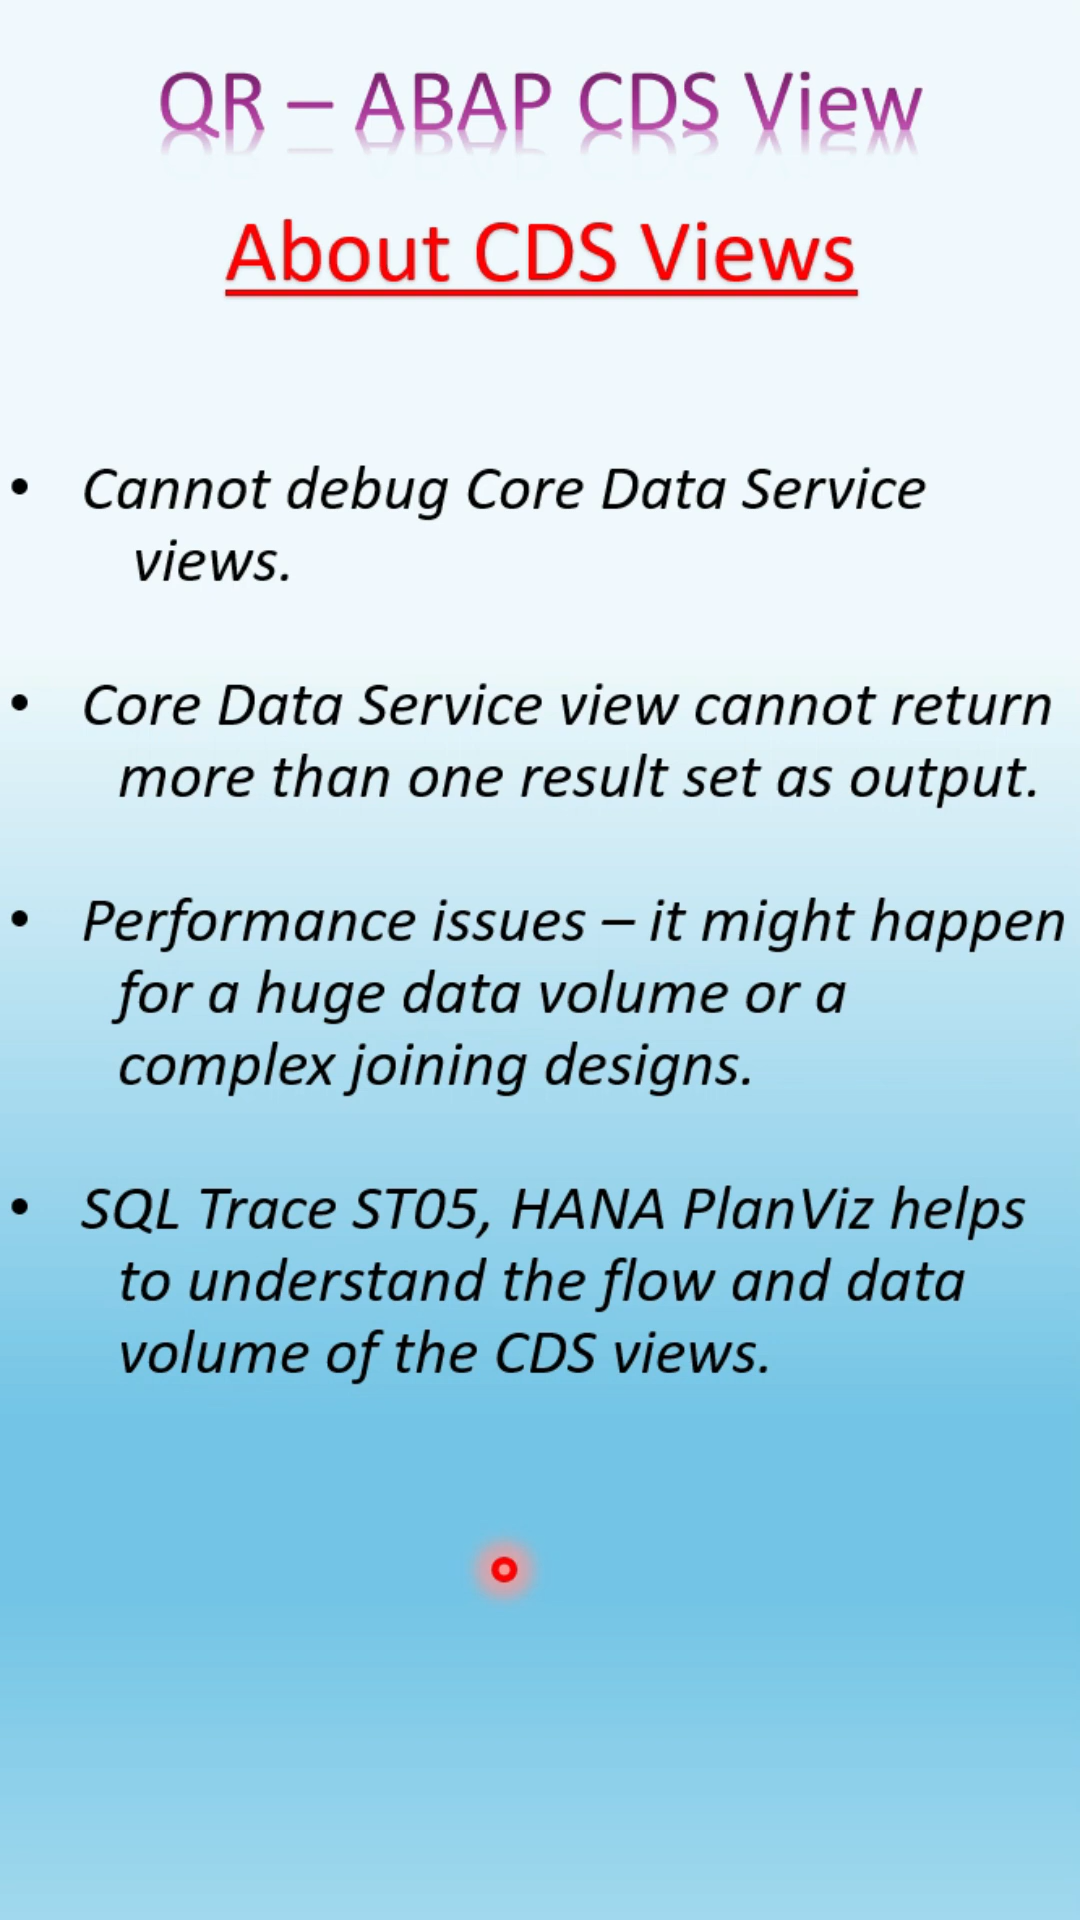 QR – ABAP CDS View
About CDS Views
• Cannot debug Core Data Service
views.
• Core Data Service view cannot return
more than one result set as output.
• Performance issues – it might happen
for a huge data volume or a
complex joining designs.
• SQL Trace ST05, HANA PlanViz helps
to understand the flow and data
volume of the CDS views.